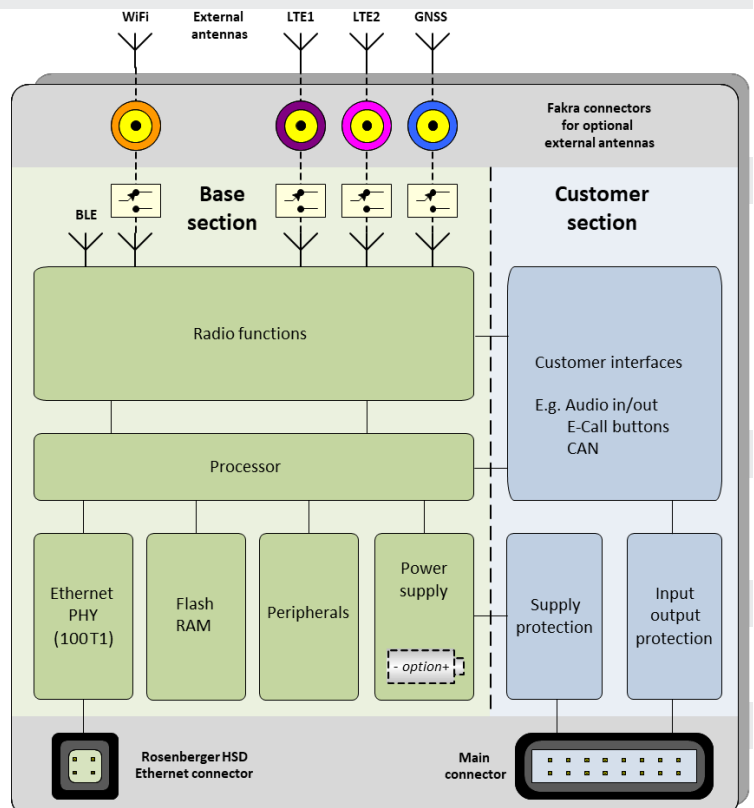 WiFi
External
antennas
LTE1
LTE2
GNSS
Fakra connectors
for optional
external antennas
BLE
Base
section
Customer
section
Radio functions
Customer interfaces
E.g. Audio in/out
E-Call buttons
CAN
Processor
Ethernet
PHY
(100T1)
Flash
RAM
Peripherals
Power
supply
- option+
Supply
protection
Input
output
protection
Rosenberger HSD
Ethernet connector
Main
connector